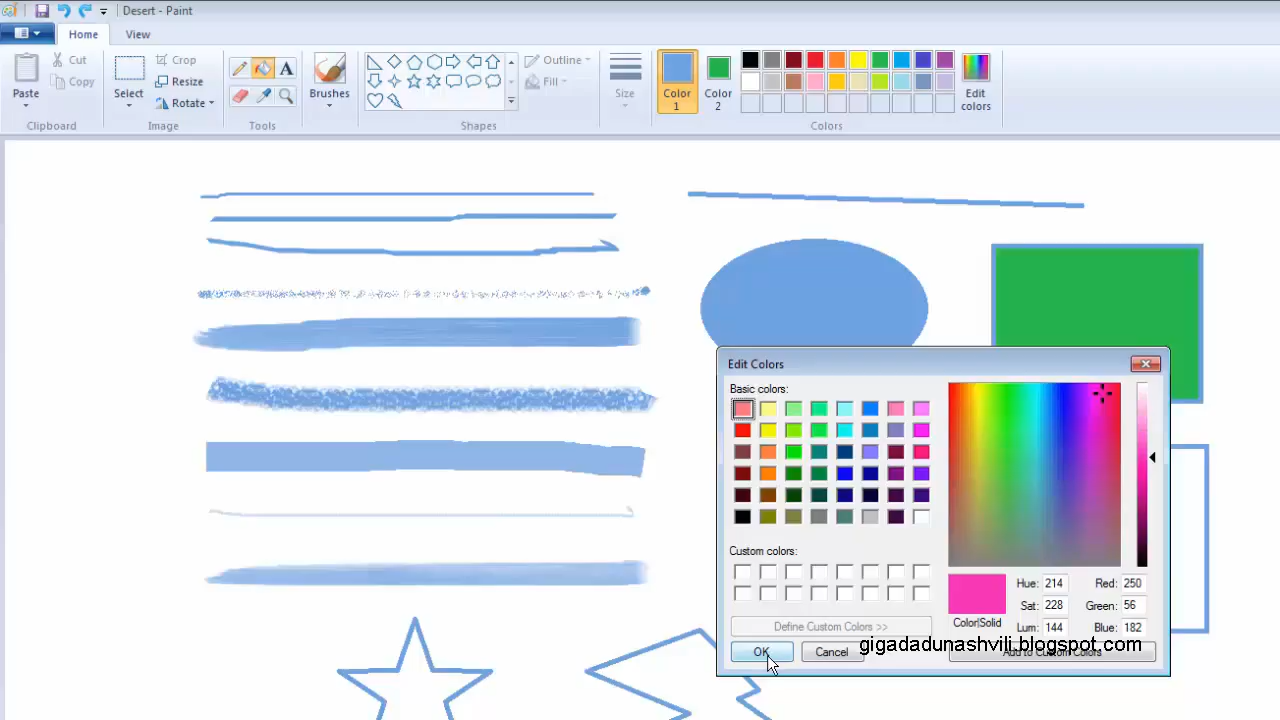 Desert - Paint
Home View
Paste
Cut
Copy
Select
Crop
Resize
Rotate
A
Brushes
Outline
Fill
Size
Color 1
Color 2
Edit colors
Clipboard Image Tools Shapes Colors
Edit Colors
Basic colors:
Custom colors:
Define Custom Colors >>
OK Cancel
Color|Solid
Hue: 214 Red: 250
Sat: 228 Green: 56
Lum: 144 Blue: 182
Add to Custom Colors
gigadadunashvili.blogspot.com